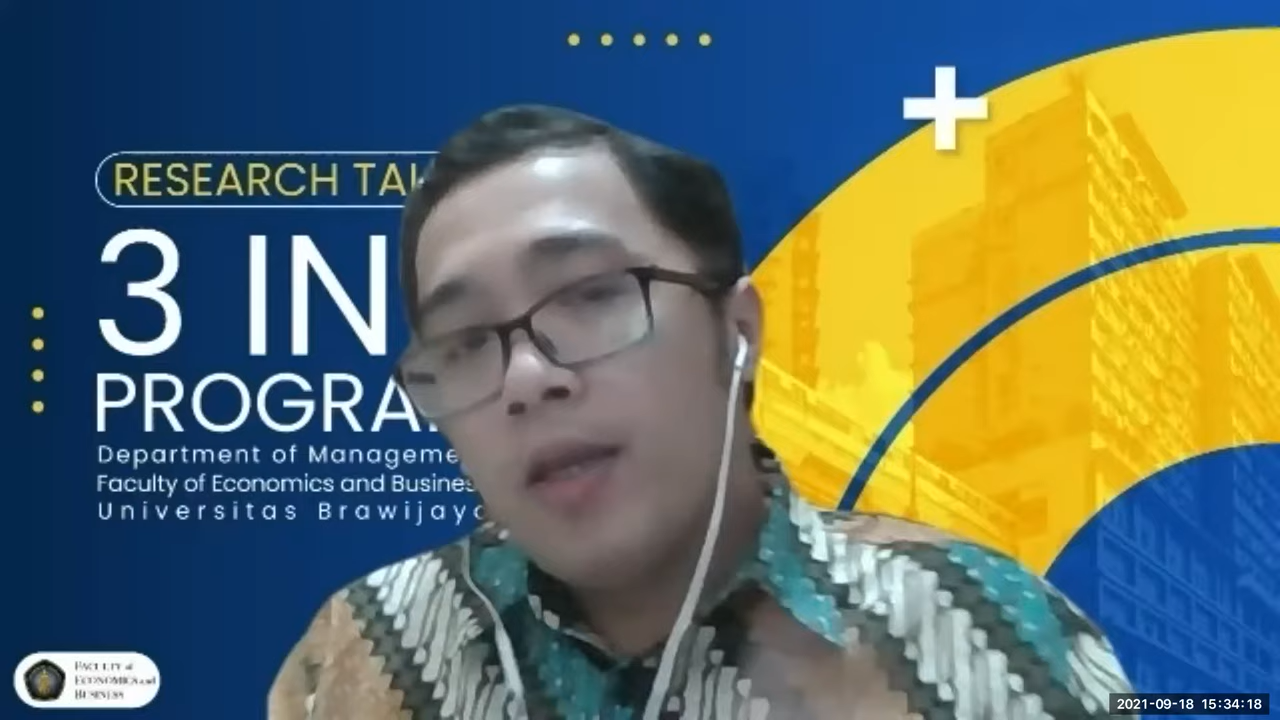 RESEARCH TAL
3 IN
PROGRA
Department of Manageme
Faculty of Economics and Busines
Universitas Brawijaya
FACULTY of
ECONOMICS and
BUSINESS
2021-09-18 15:34:18